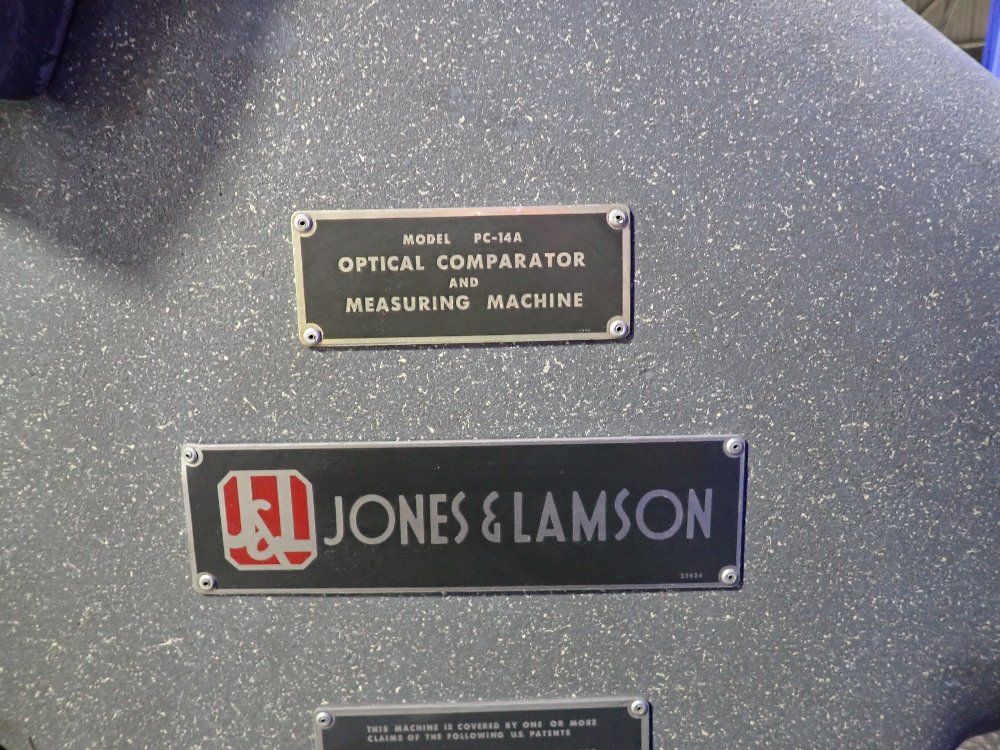 MODEL PC-14A
OPTICAL COMPARATOR
AND
MEASURING MACHINE
J&L JONES & LAMSON
THIS MACHINE IS COVERED BY ONE OR MORE
CLAIMS OF THE FOLLOWING U.S. PATENTS